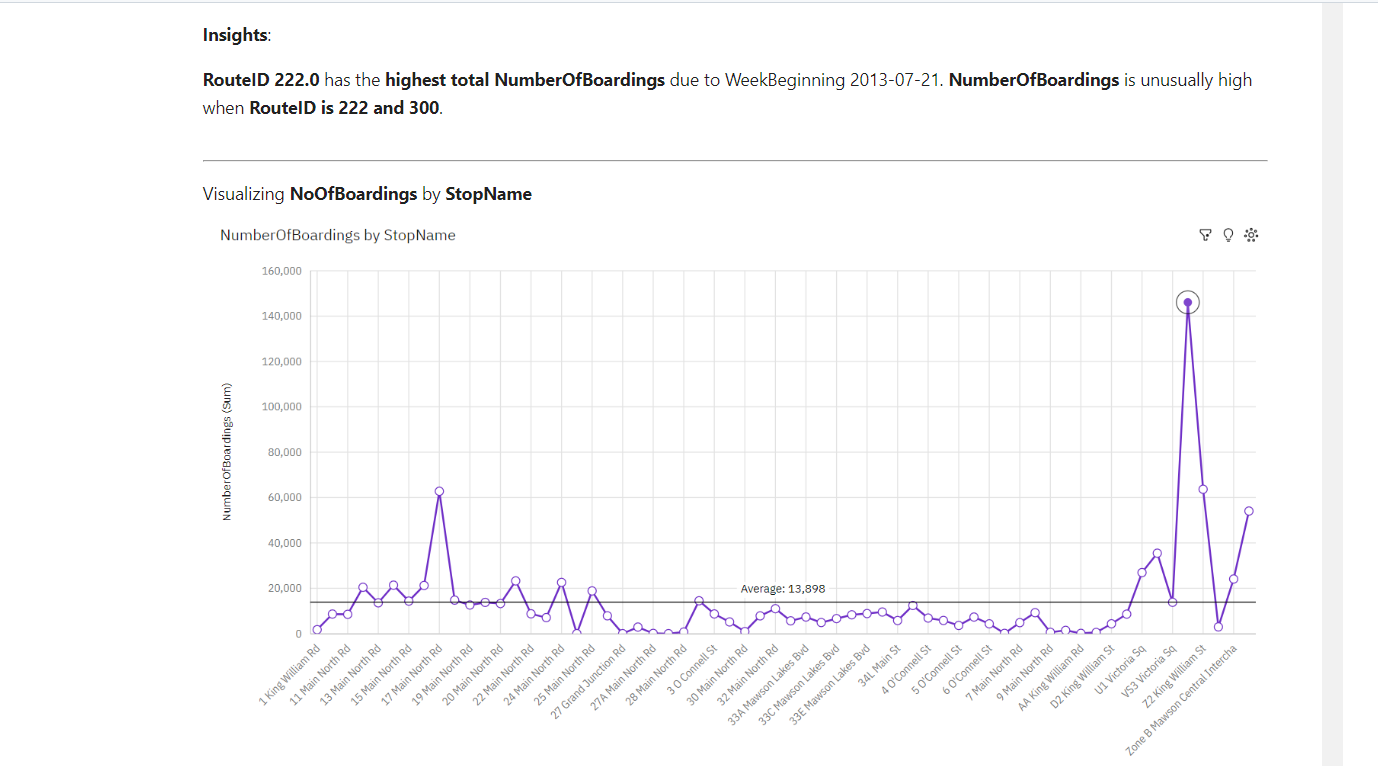 Insights:
RouteID 222.0 has the highest total NumberOfBoardings due to WeekBeginning 2013-07-21. NumberOfBoardings is unusually high
when RouteID is 222 and 300.
Visualizing NoOfBoardings by StopName
NumberOfBoardings by StopName
160,000
140,000
120,000
100,000
80,000
60,000
40,000
20,000
0
NumberOfBoardings (Sum)
Average: 13,898
1 King William Rd
11 Main North Rd
13 Main North Rd
15 Main North Rd
17 Main North Rd
19 Main North Rd
20 Main North Rd
22 Main North Rd
24 Main North Rd
25 Main North Rd
27 Grand Junction Rd
27A Main North Rd
28 Main North Rd
3 O Connell St
30 Main North Rd
32 Main North Rd
33A Mawson Lakes Bvd
33C Mawson Lakes Bvd
33E Mawson Lakes Bvd
34L Main St
4 O'Connell St
5 O'Connell St
6 O'Connell St
7 Main North Rd
9 Main North Rd
AA King William Rd
D2 King William St
U1 Victoria Sq
VS3 Victoria Sq
Z2 King William St
Zone B Mawson Central Intercha